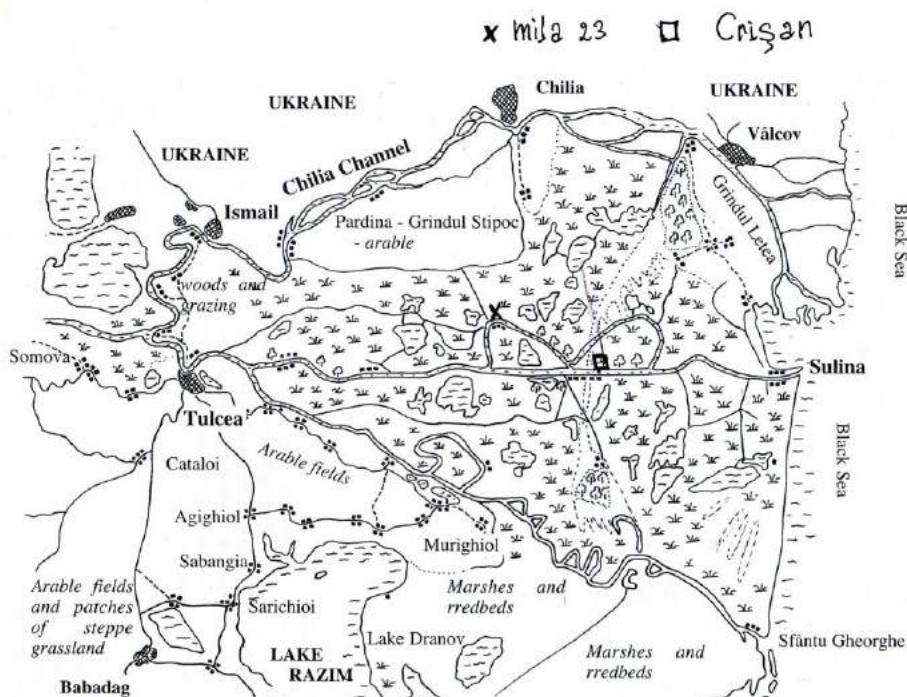 x mila 23 □ Crişan
Chilia
UKRAINE
UKRAINE
Vâlcov
UKRAINE
Chilia Channel
Ismail
Grindul Letea
Pardina - Grindul Stipoc
- arable
Black Sea
woods and
grazing
x
Somova
Sulina
Tulcea
Black Sea
Arable fields
Cataloi
Agighiol
Murighiol
Sabangia
Arable fields
and patches
of steppe
grassland
Marshes and
rredbeds
Sarichioi
Lake Dranov
Marshes and
rredbeds
Sfântu Gheorghe
LAKE
RAZIM
Babadag